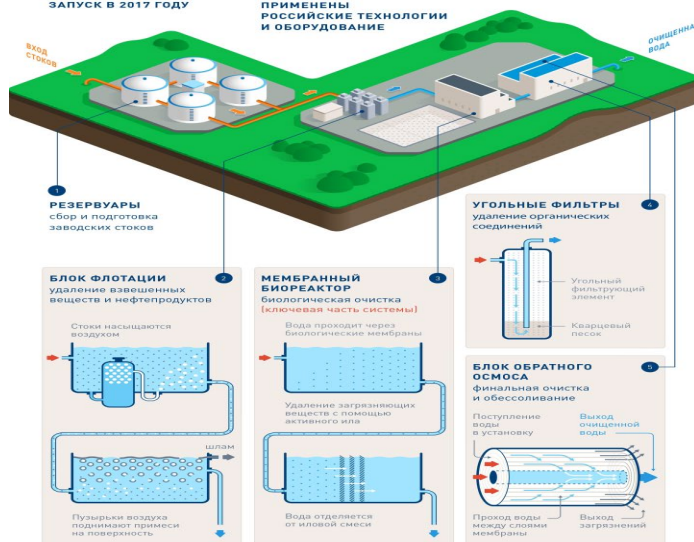 ЗАПУСК В 2017 ГОДУ
ПРИМЕНЕНЫ
РОССИЙСКИЕ ТЕХНОЛОГИИ
И ОБОРУДОВАНИЕ
ВХОД
СТОКОВ
ОЧИЩЕННА
ВОДА
1
РЕЗЕРВУАРЫ
сбор и подготовка
заводских стоков
БЛОК ФЛОТАЦИИ
2
удаление взвешенных
веществ и нефтепродуктов
Стоки насыщаются
воздухом
шлам
Пузырьки воздуха
поднимают примеси
на поверхность
МЕМБРАННЫЙ
БИОРЕАКТОР
3
биологическая очистка
(ключевая часть системы)
Вода проходит через
биологические мембраны
Удаление загрязняющих
веществ с помощью
активного ила
Вода отделяется
от иловой смеси
УГОЛЬНЫЕ ФИЛЬТРЫ
4
удаление органических
соединений
Угольный
фильтрующий
элемент
Кварцевый
песок
БЛОК ОБРАТНОГО
ОСМОСА
5
финальная очистка
и обессоливание
Поступление
воды
в установку
Выход
очищенной
воды
Проход воды
между слоями
мембраны
Выход
загрязнений